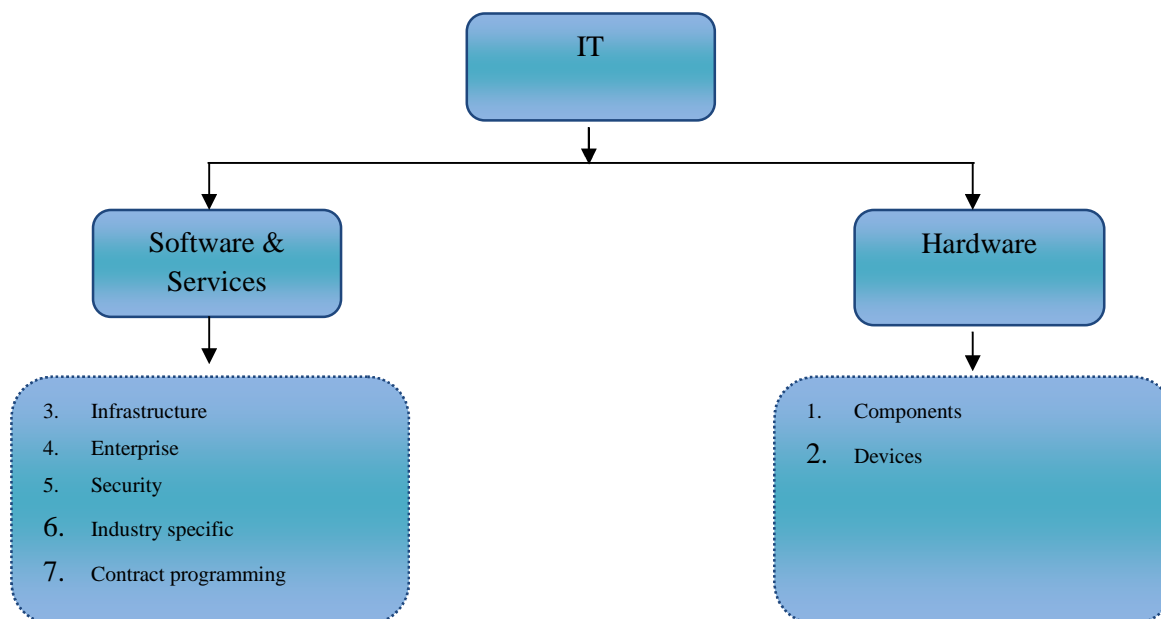 IT
Software &
Services
Hardware
3. Infrastructure
4. Enterprise
5. Security
6. Industry specific
7. Contract programming
1. Components
2. Devices